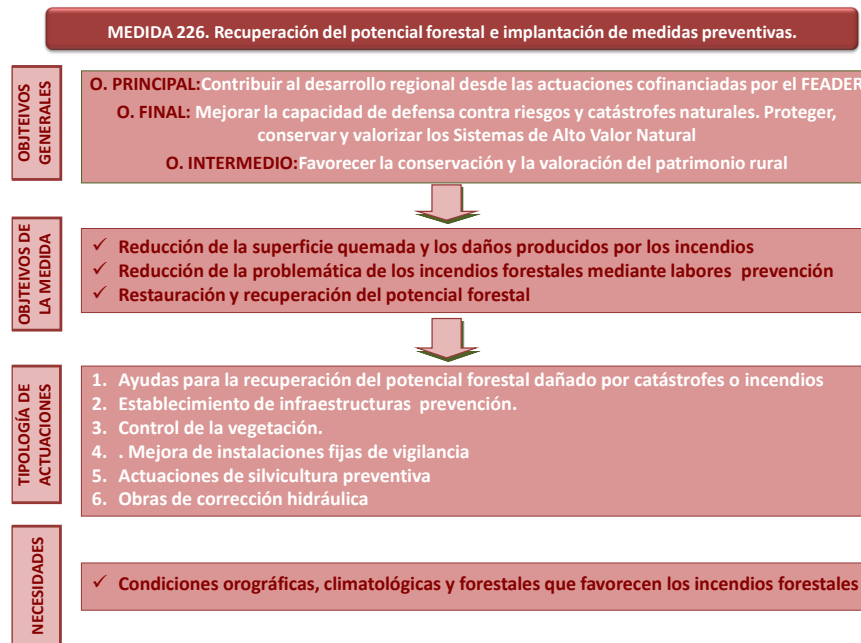 MEDIDA 226. Recuperación del potencial forestal e implantación de medidas preventivas.
OBJTEIVOS
GENERALES
O. PRINCIPAL:Contribuir al desarrollo regional desde las actuaciones cofinanciadas por el FEADER
O. FINAL: Mejorar la capacidad de defensa contra riesgos y catástrofes naturales. Proteger,
conservar y valorizar los Sistemas de Alto Valor Natural
O. INTERMEDIO:Favorecer la conservación y la valoración del patrimonio rural
OBJTEIVOS DE
LA MEDIDA
✓ Reducción de la superficie quemada y los daños producidos por los incendios
✓ Reducción de la problemática de los incendios forestales mediante labores prevención
✓ Restauración y recuperación del potencial forestal
TIPOLOGÍA DE
ACTUACIONES
1. Ayudas para la recuperación del potencial forestal dañado por catástrofes o incendios
2. Establecimiento de infraestructuras prevención.
3. Control de la vegetación.
4. . Mejora de instalaciones fijas de vigilancia
5. Actuaciones de silvicultura preventiva
6. Obras de corrección hidráulica
NECESIDADES
✓ Condiciones orográficas, climatológicas y forestales que favorecen los incendios forestales